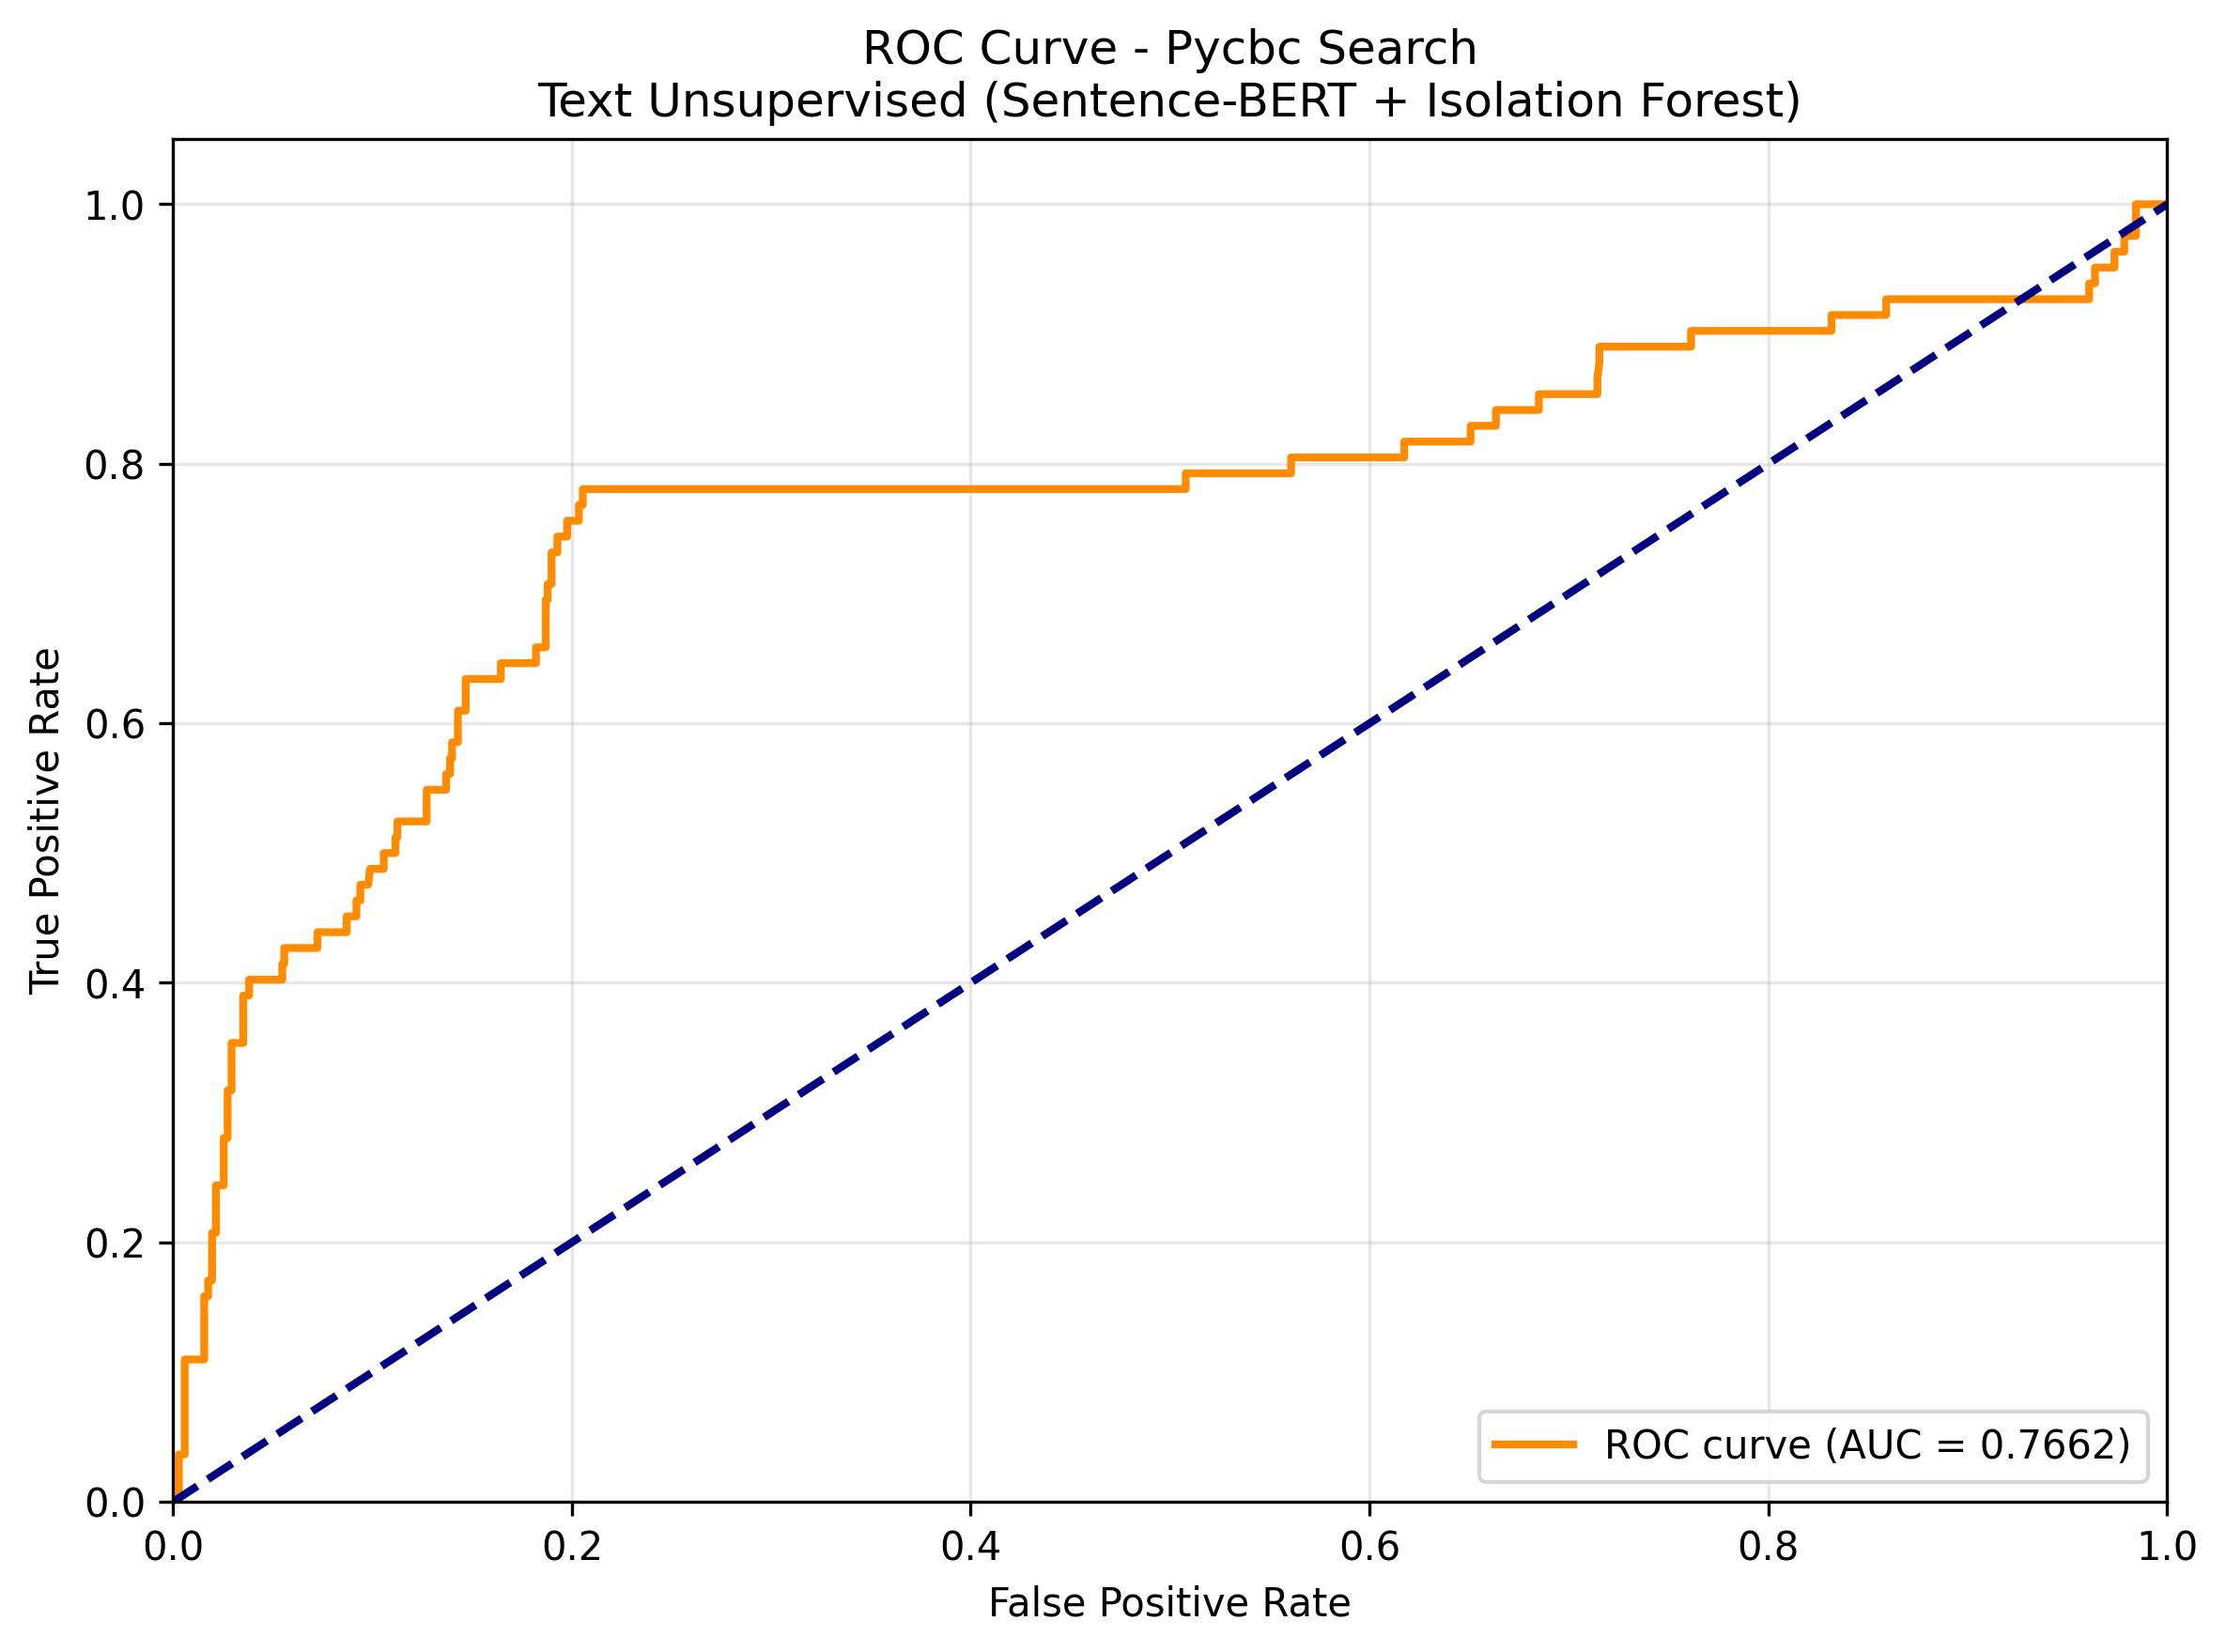 ROC Curve - Pycbc Search
Text Unsupervised (Sentence-BERT + Isolation Forest)
True Positive Rate
1.0
0.8
0.6
0.4
0.2
0.0
ROC curve (AUC = 0.7662)
0.0 0.2 0.4 0.6 0.8 1.0
False Positive Rate